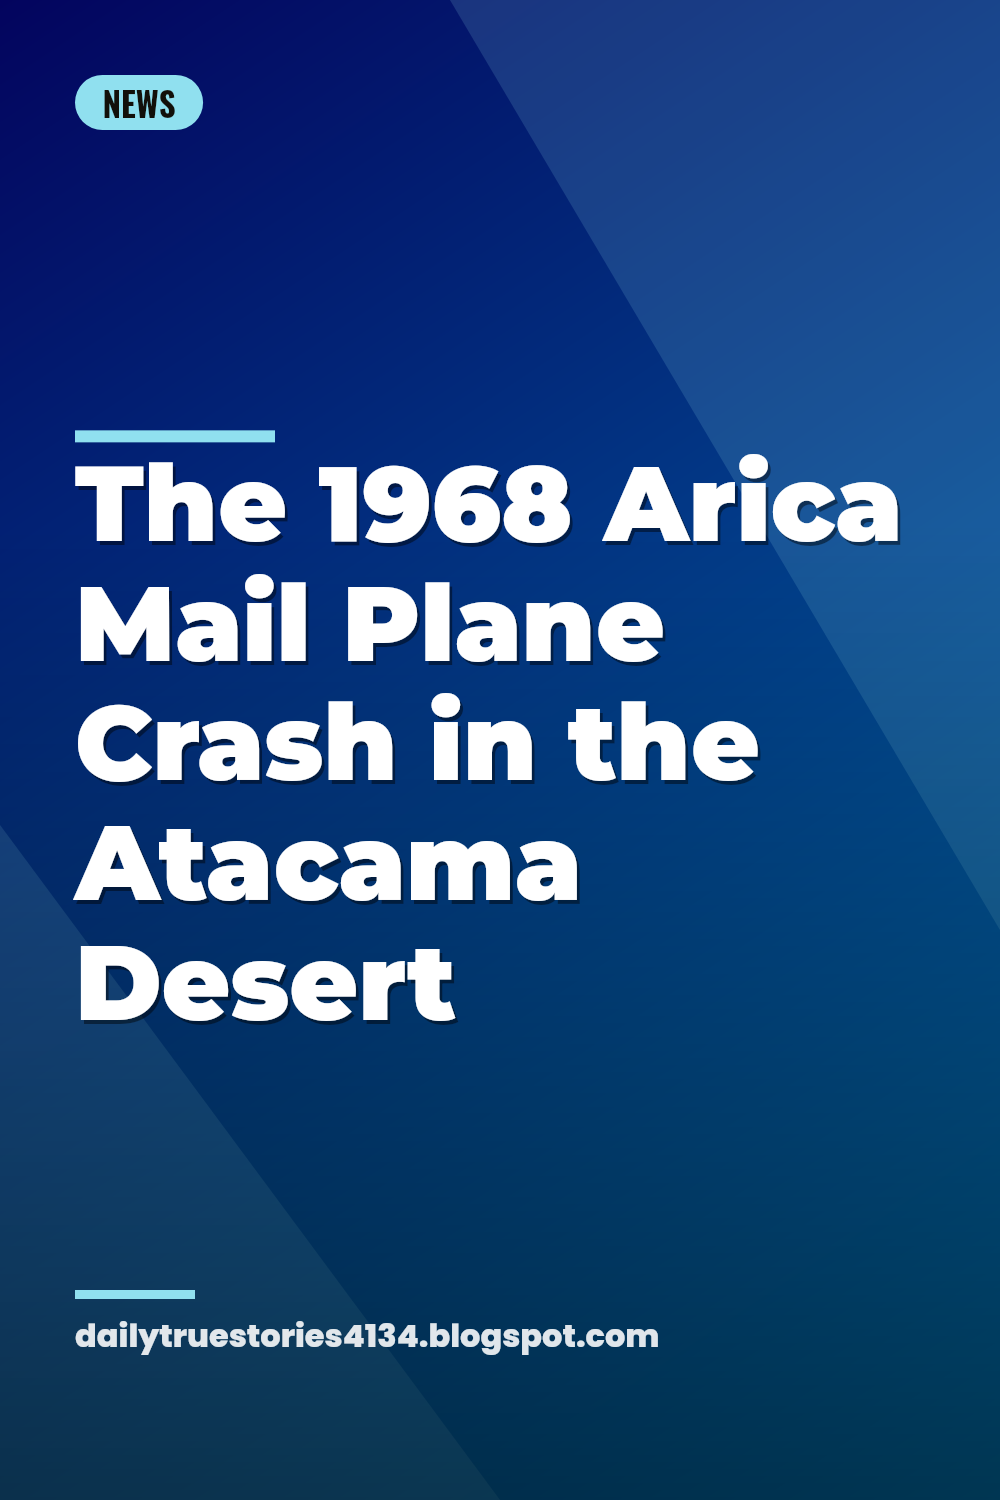 NEWS
The 1968 Arica
Mail Plane
Crash in the
Atacama
Desert
dailytruestories4134.blogspot.com